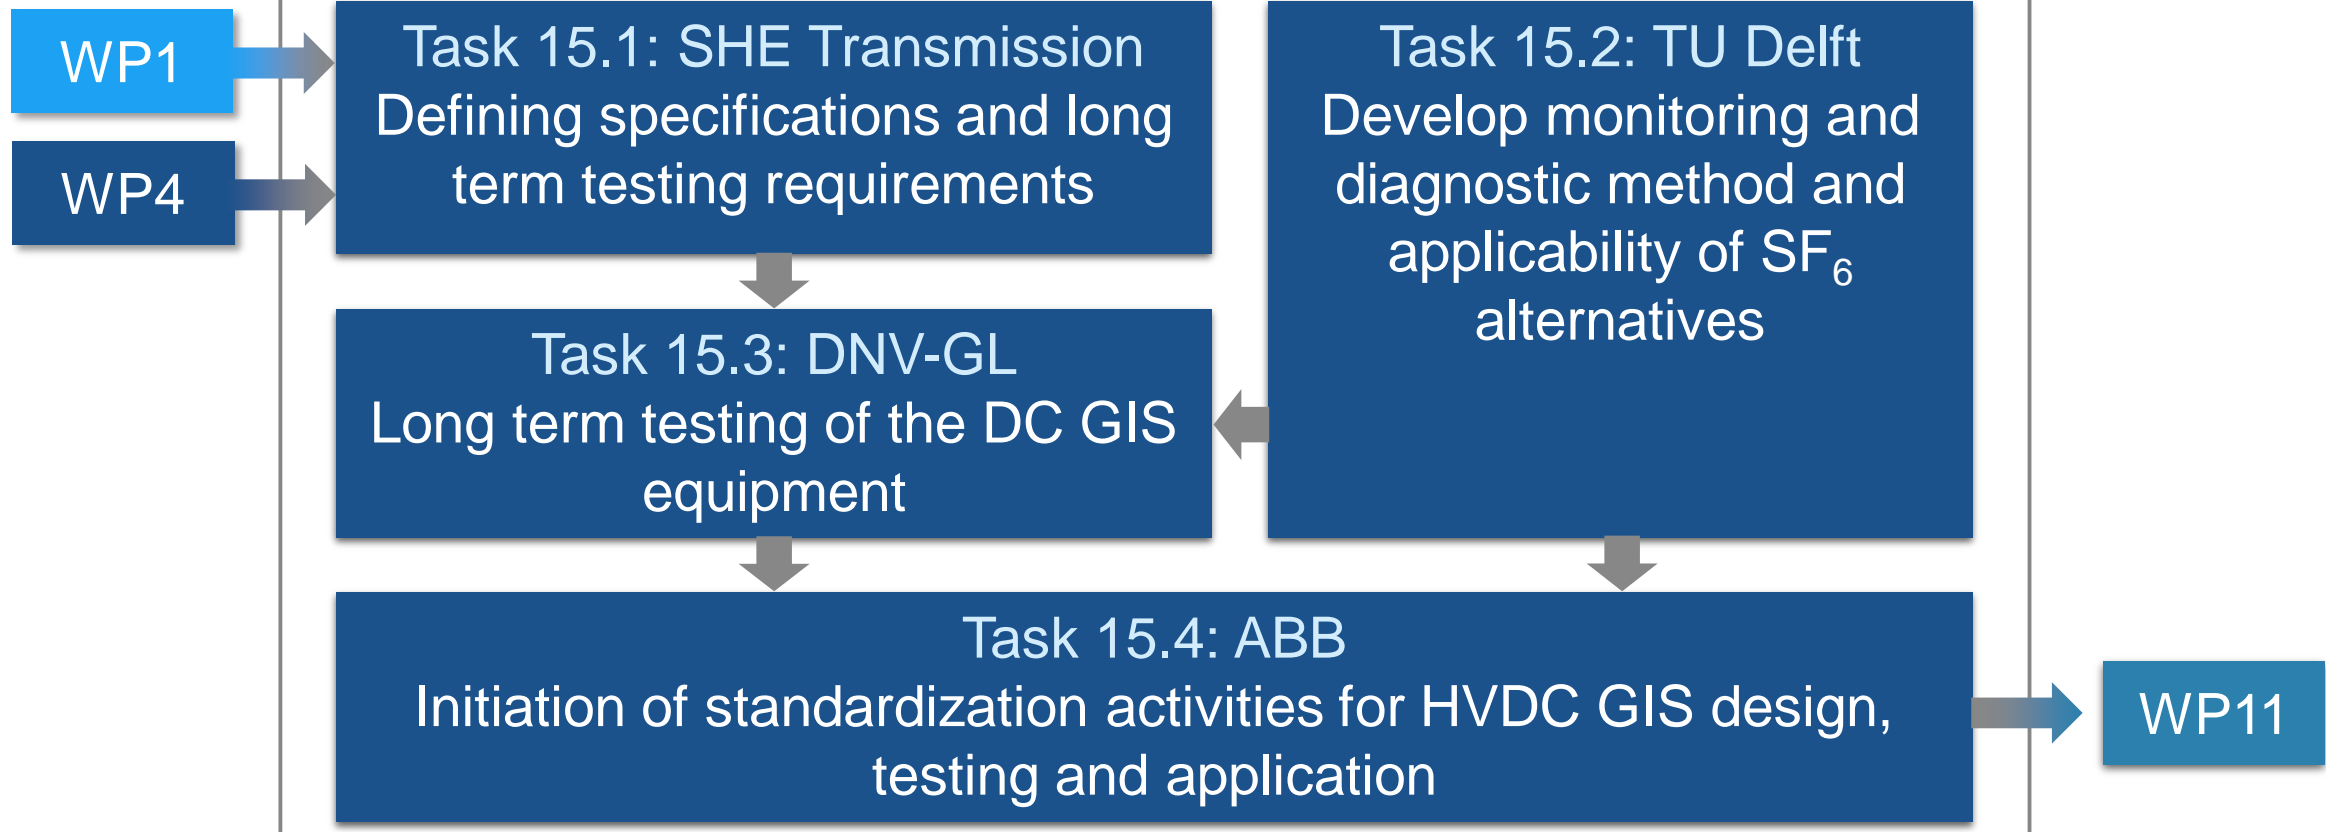 WP1
WP4
Task 15.1: SHE Transmission
Defining specifications and long
term testing requirements
Task 15.2: TU Delft
Develop monitoring and
diagnostic method and
applicability of SF₆
alternatives
Task 15.3: DNV-GL
Long term testing of the DC GIS
equipment
Task 15.4: ABB
Initiation of standardization activities for HVDC GIS design,
testing and application
WP11